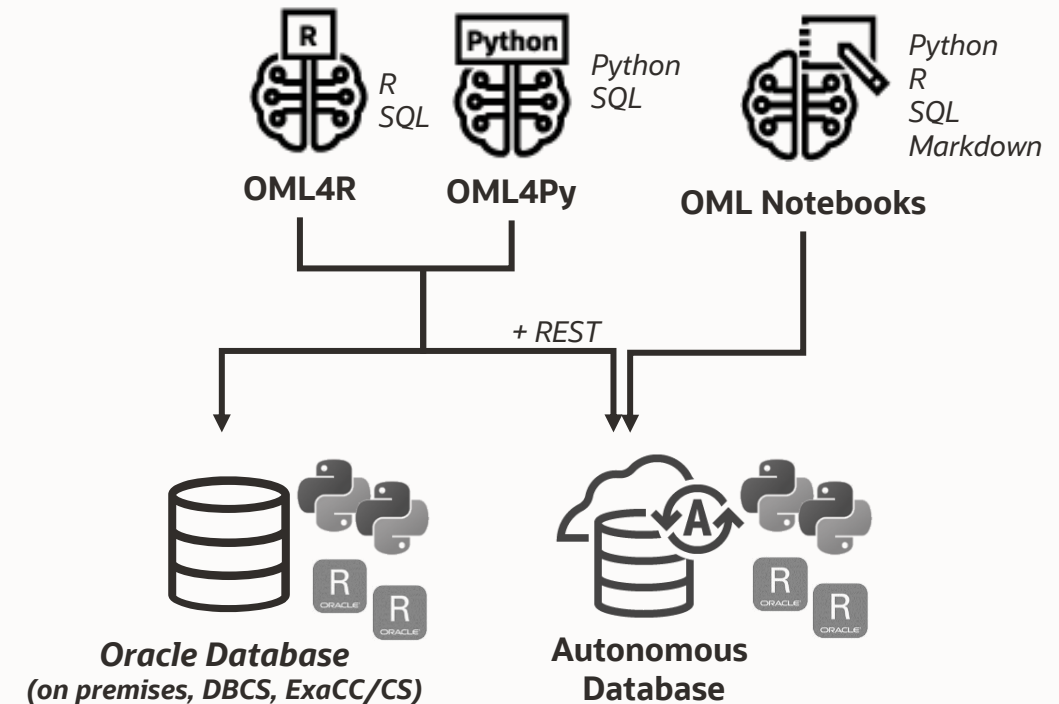 R
Python
R
SQL
Python
SQL
Python
R
SQL
Markdown
OML4R
OML4Py
OML Notebooks
+ REST
A
R
ORACLE
R
ORACLE
R
ORACLE
R
ORACLE
Oracle Database
(on premises, DBCS, ExaCC/CS)
Autonomous
Database